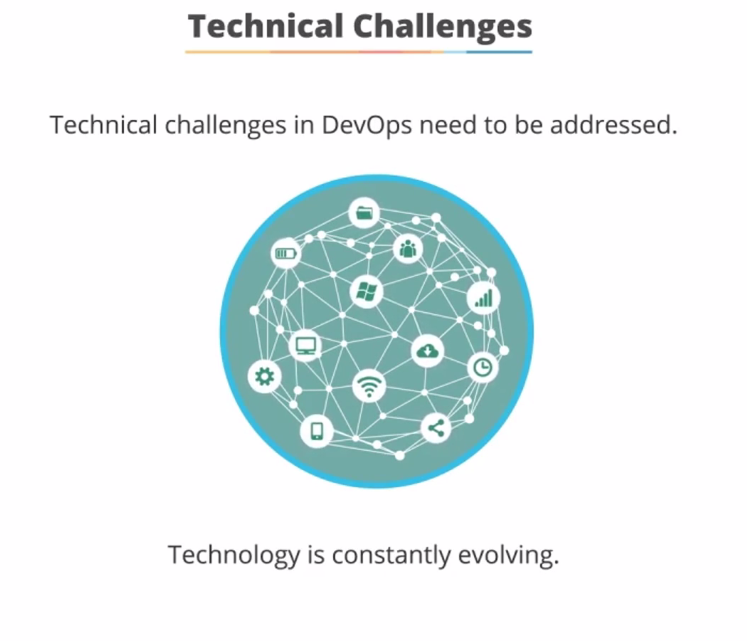 Technical Challenges
Technical challenges in DevOps need to be addressed.
Technology is constantly evolving.